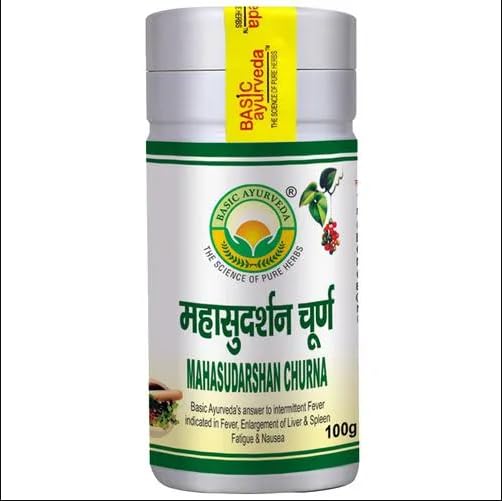 BASIC
ayurveda™
THE SCIENCE OF PURE HERBS
BASIC AYURVEDA
®
THE SCIENCE OF PURE HERBS
महासुदर्शन चूर्ण
MAHASUDARSHAN CHURNA
Basic Ayurveda's answer to intermittent Fever
indicated in Fever, Enlargement of Liver & Spleen
Fatigue & Nausea
100g